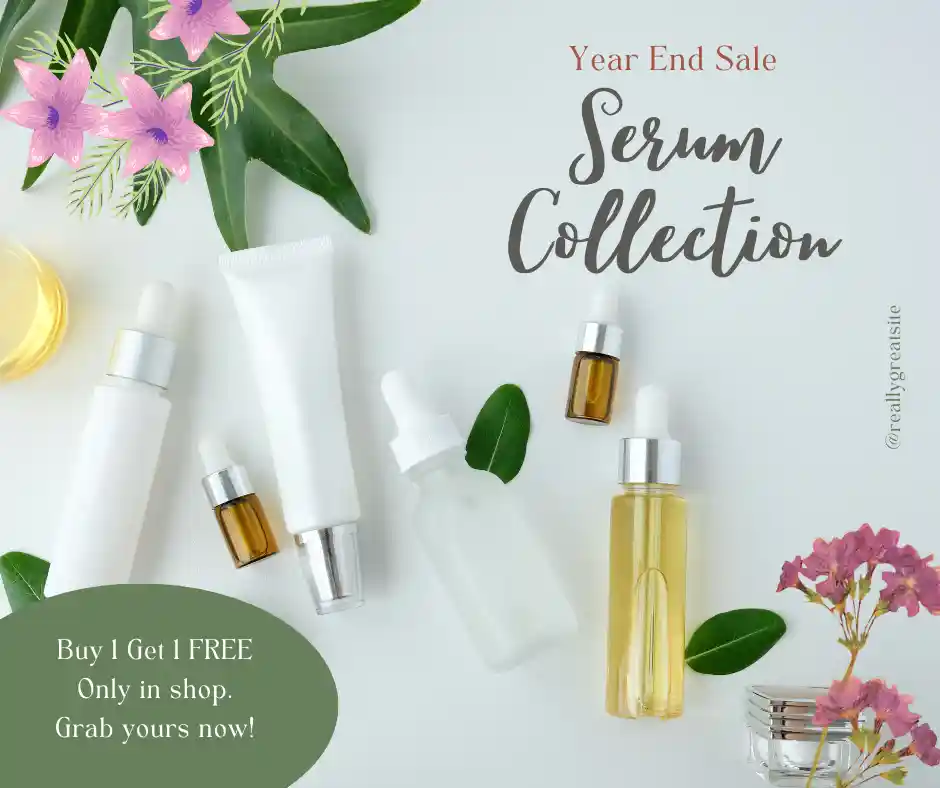 Year End Sale
Serum
Collection
@reallygreatsite
Buy 1 Get 1 FREE
Only in shop.
Grab yours now!